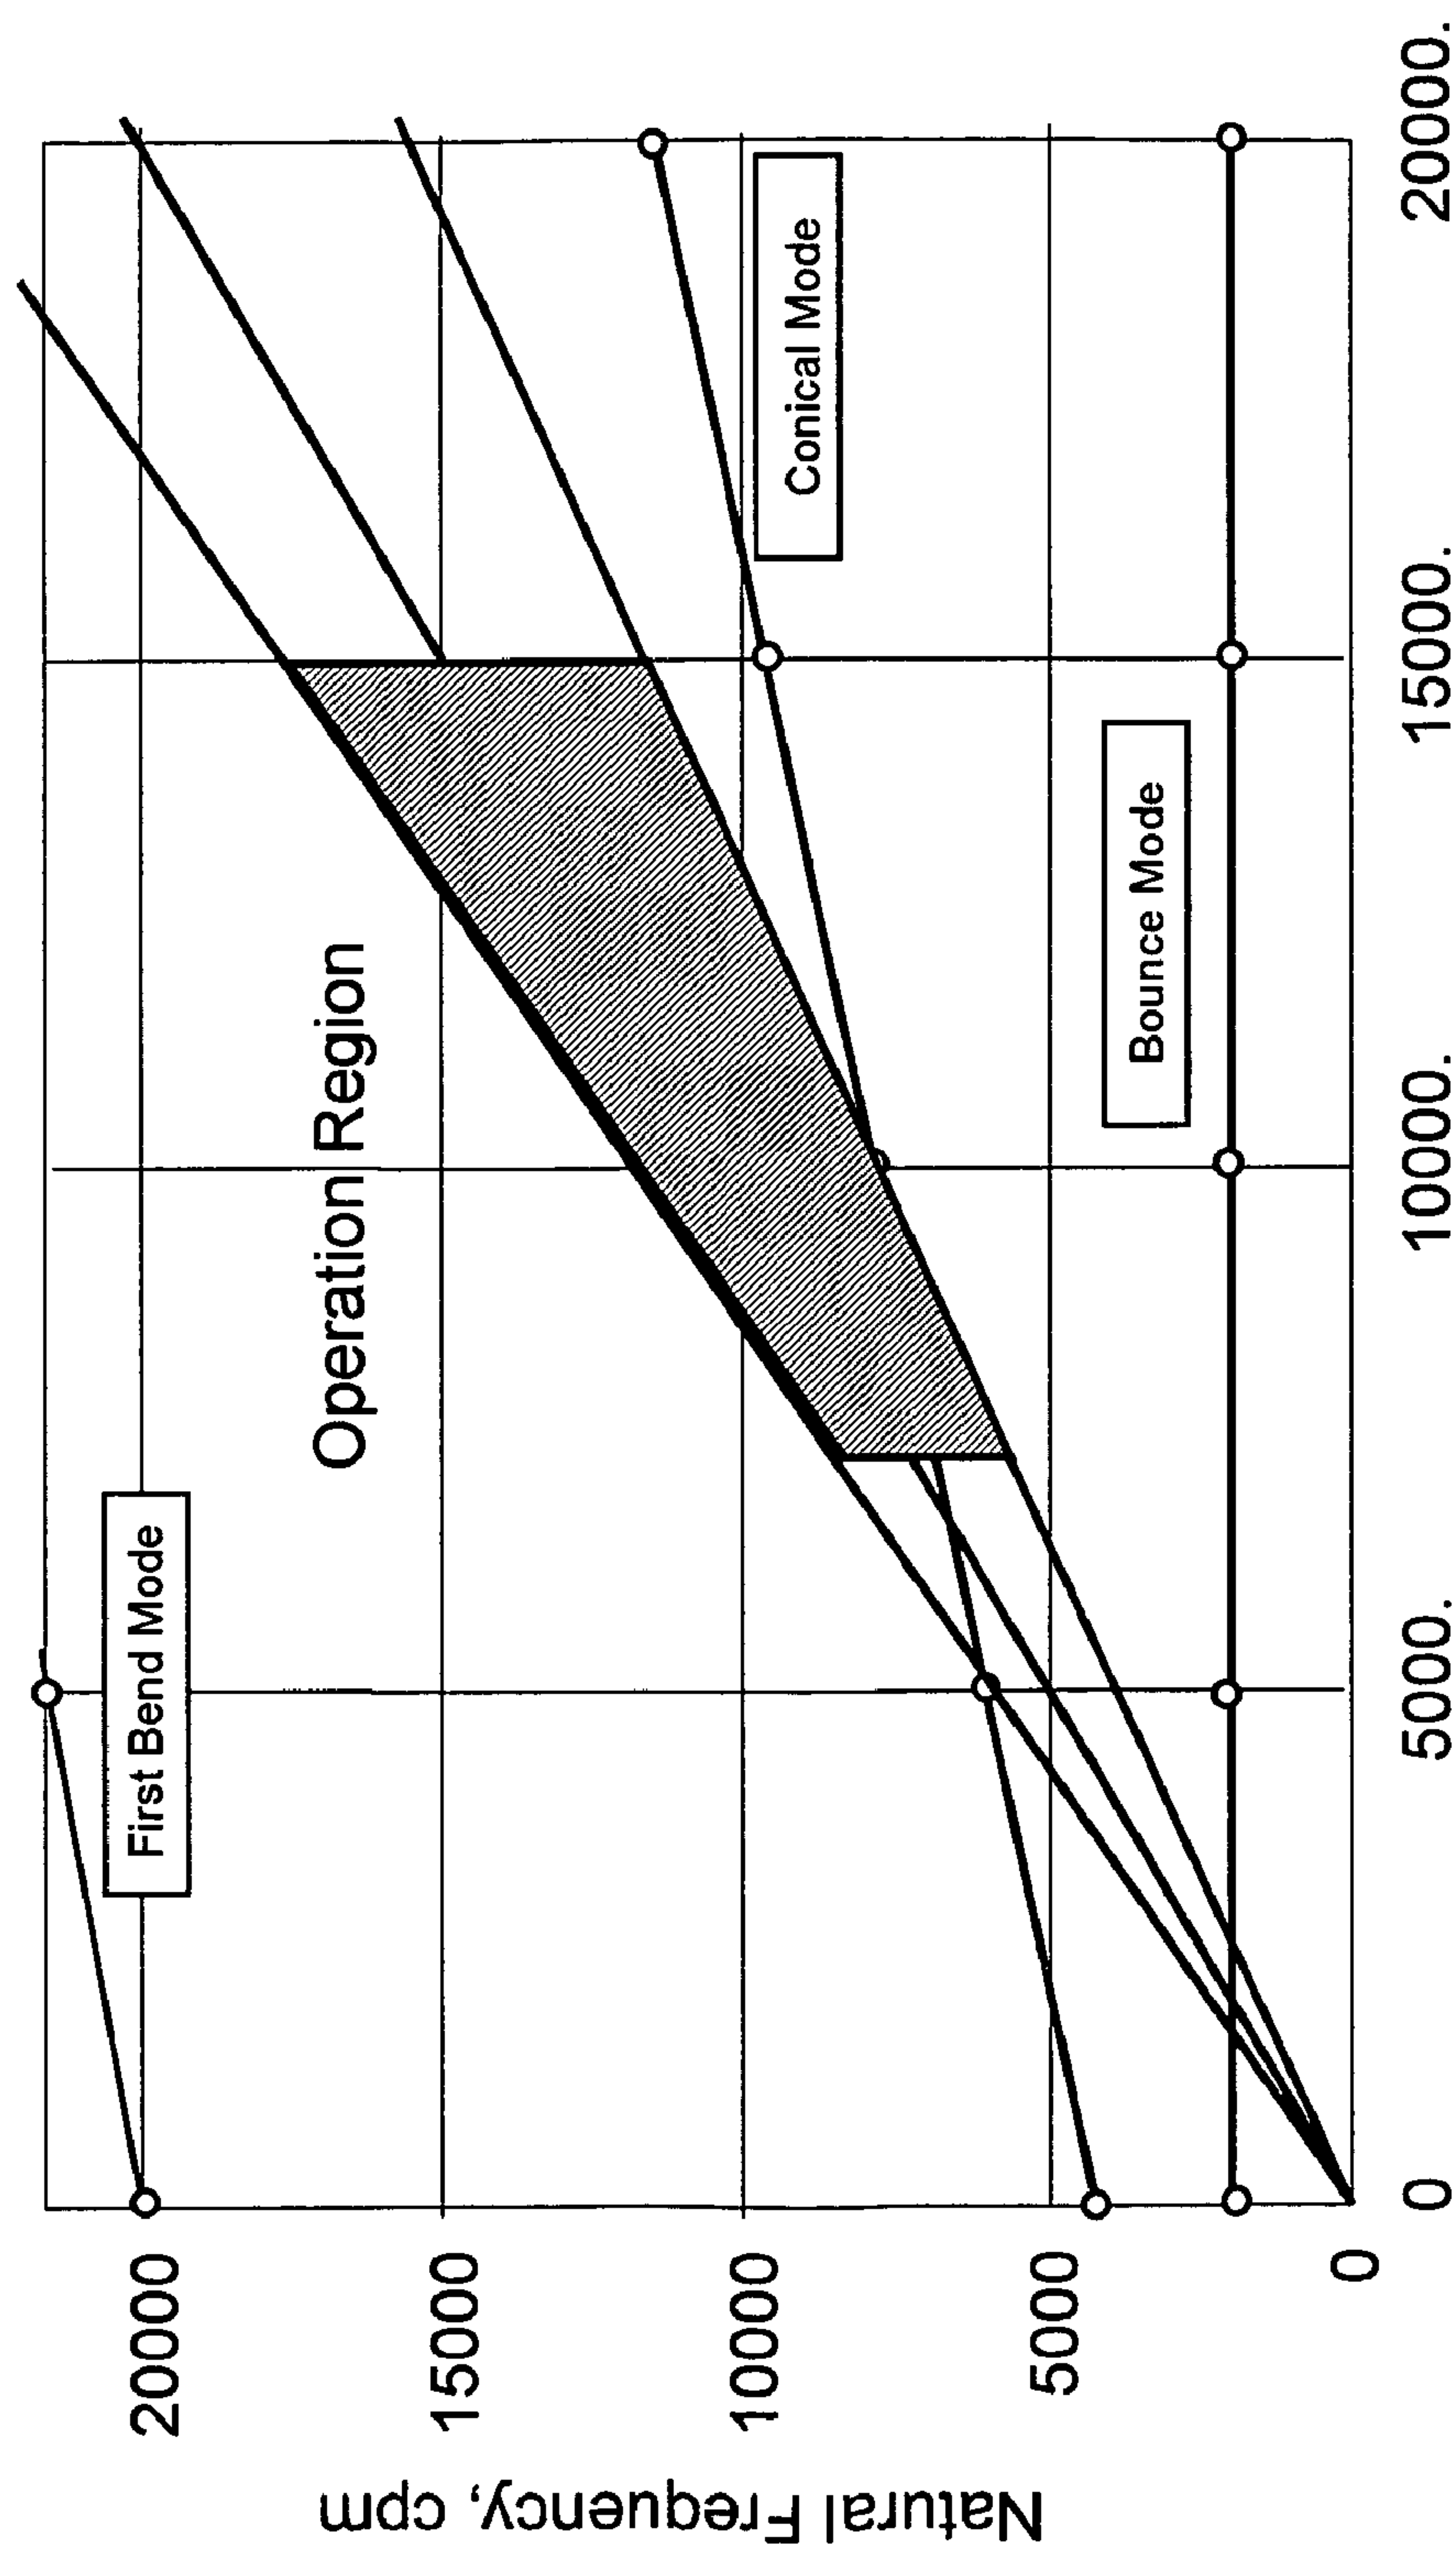 First Bend Mode
Operation Region
Conical Mode
Bounce Mode
Natural Frequency, cpm
20000
15000
10000
5000
0
0
5000.
10000.
15000.
20000.